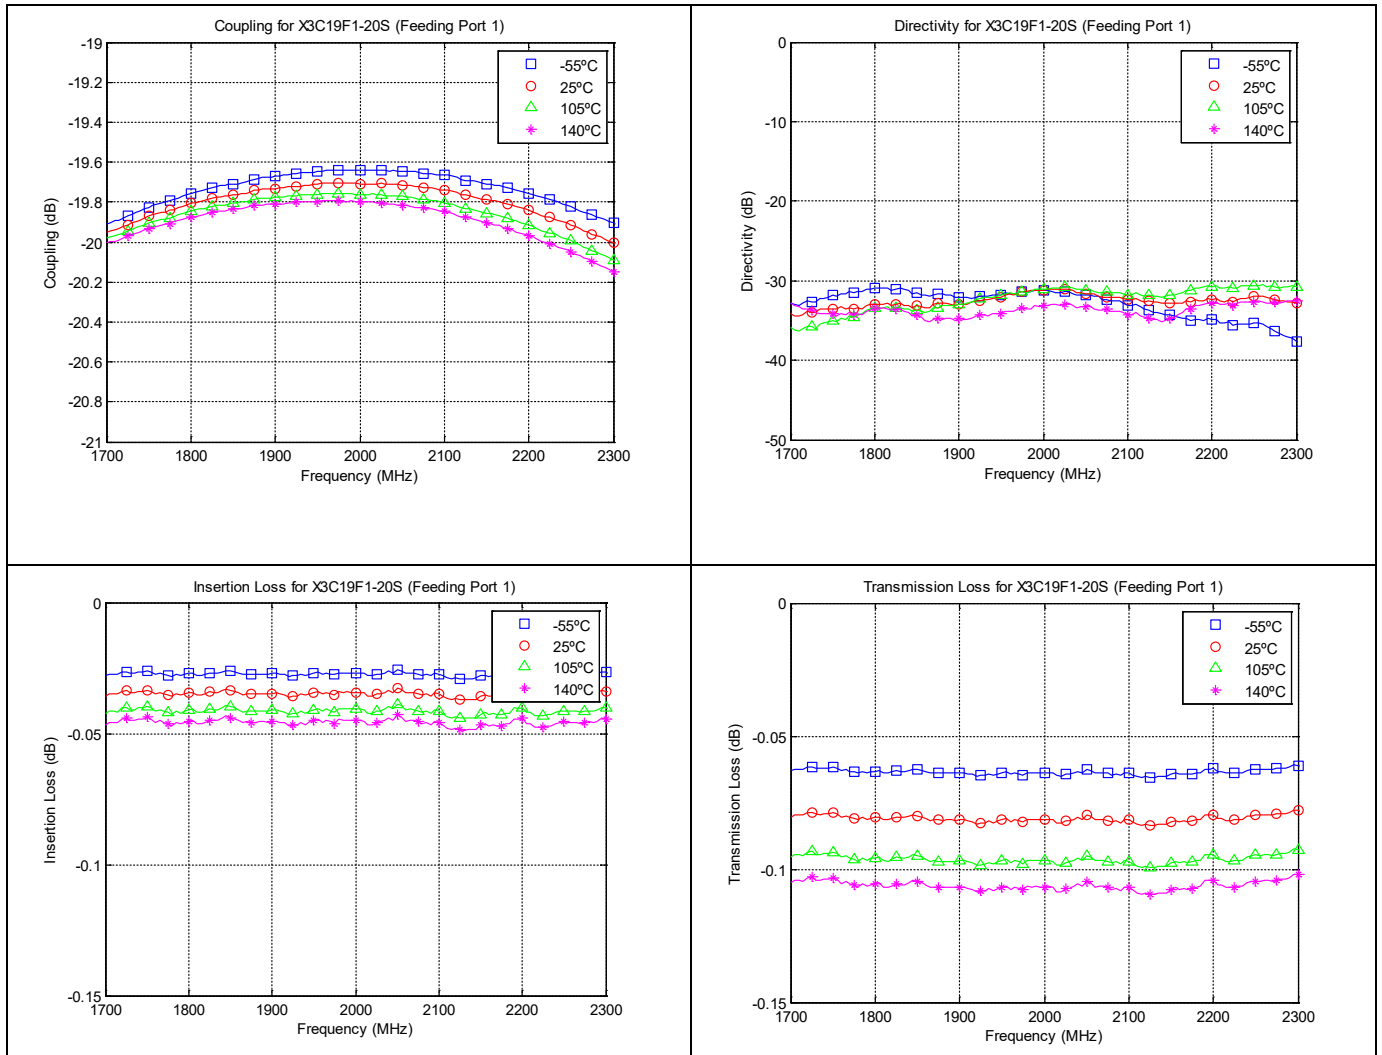 Coupling for X3C19F1-20S (Feeding Port 1)
-19
-19.2
-19.4
-19.6
-19.8
-20
-20.2
-20.4
-20.6
-20.8
-21
Coupling (dB)
-55ºC
25ºC
105ºC
140ºC
1700 1800 1900 2000 2100 2200 2300
Frequency (MHz)
Directivity for X3C19F1-20S (Feeding Port 1)
0
-10
-20
-30
-40
-50
Directivity (dB)
-55ºC
25ºC
105ºC
140ºC
1700 1800 1900 2000 2100 2200 2300
Frequency (MHz)
Insertion Loss for X3C19F1-20S (Feeding Port 1)
0
-0.05
-0.1
-0.15
Insertion Loss (dB)
-55ºC
25ºC
105ºC
140ºC
1700 1800 1900 2000 2100 2200 2300
Frequency (MHz)
Transmission Loss for X3C19F1-20S (Feeding Port 1)
0
-0.05
-0.1
-0.15
Transmission Loss (dB)
-55ºC
25ºC
105ºC
140ºC
1700 1800 1900 2000 2100 2200 2300
Frequency (MHz)